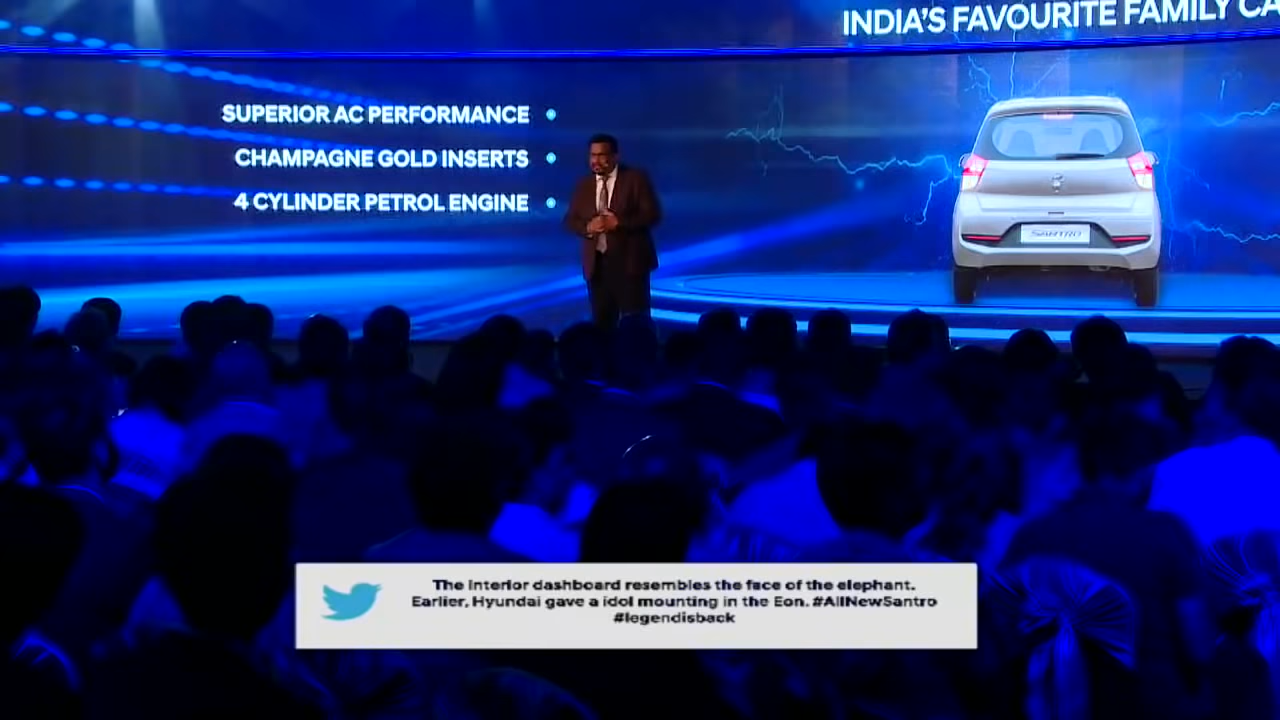 INDIA'S FAVOURITE FAMILY CA
SUPERIOR AC PERFORMANCE
CHAMPAGNE GOLD INSERTS
4 CYLINDER PETROL ENGINE
SANTRO
The interior dashboard resembles the face of the elephant.
Earlier, Hyundai gave a idol mounting in the Eon. #AllNewSantro
#legendisback